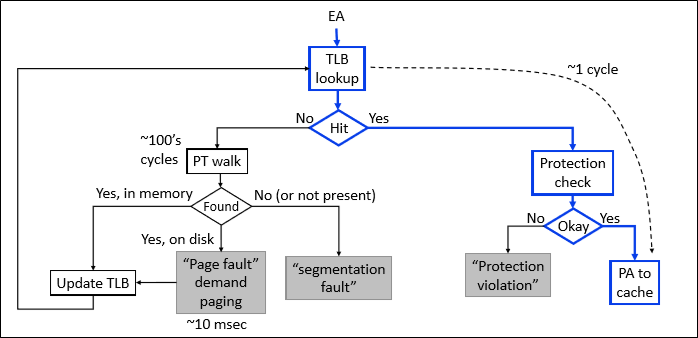 EA
TLB
lookup
~1 cycle
No
Hit
Yes
~100's
cycles
PT walk
Protection
check
Yes, in memory
Found
No (or not present)
No
Okay
Yes
Yes, on disk
Update TLB
“Page fault”
demand
paging
“segmentation
fault”
“Protection
violation”
PA to
cache
~10 msec